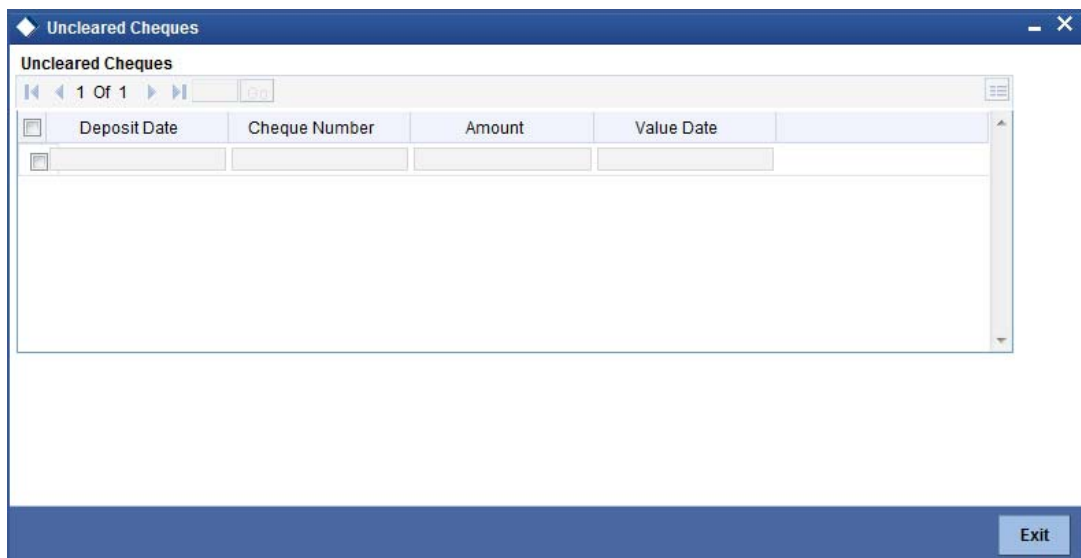 Uncleared Cheques
Uncleared Cheques
1 Of 1 Go
Deposit Date Cheque Number Amount Value Date
Exit